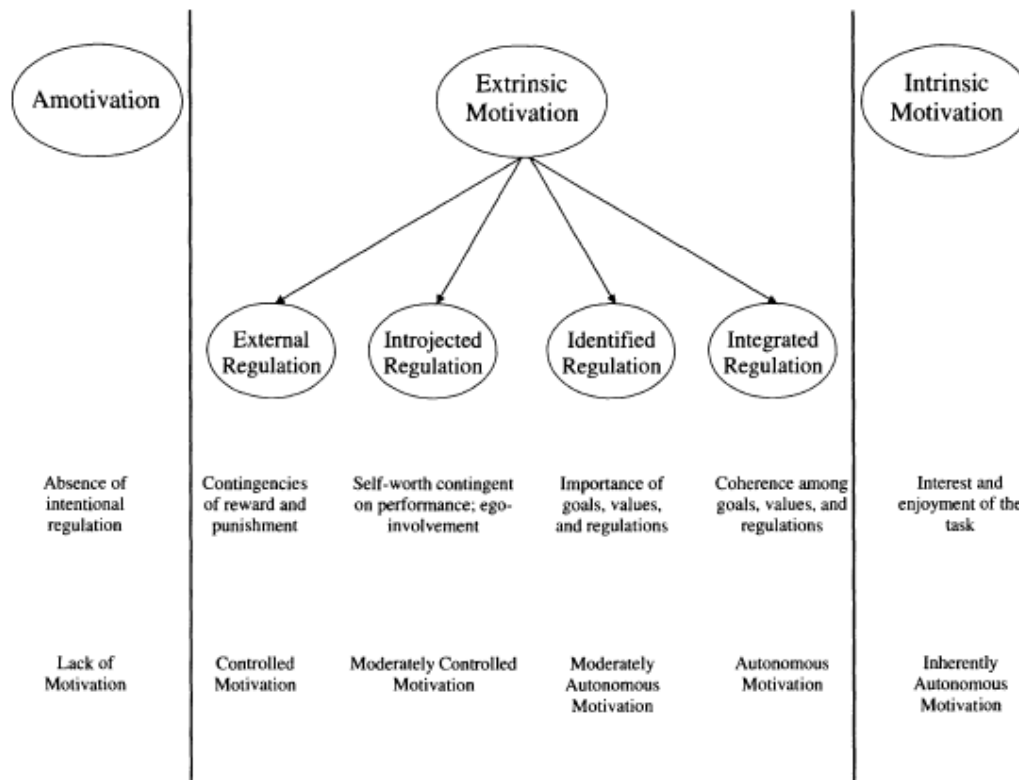 Amotivation
Extrinsic
Motivation
Intrinsic
Motivation
External
Regulation
Introjected
Regulation
Identified
Regulation
Integrated
Regulation
Absence of
intentional
regulation
Contingencies
of reward and
punishment
Self-worth contingent
on performance; ego-
involvement
Importance of
goals, values,
and regulations
Coherence among
goals, values, and
regulations
Interest and
enjoyment of the
task
Lack of
Motivation
Controlled
Motivation
Moderately Controlled
Motivation
Moderately
Autonomous
Motivation
Autonomous
Motivation
Inherently
Autonomous
Motivation